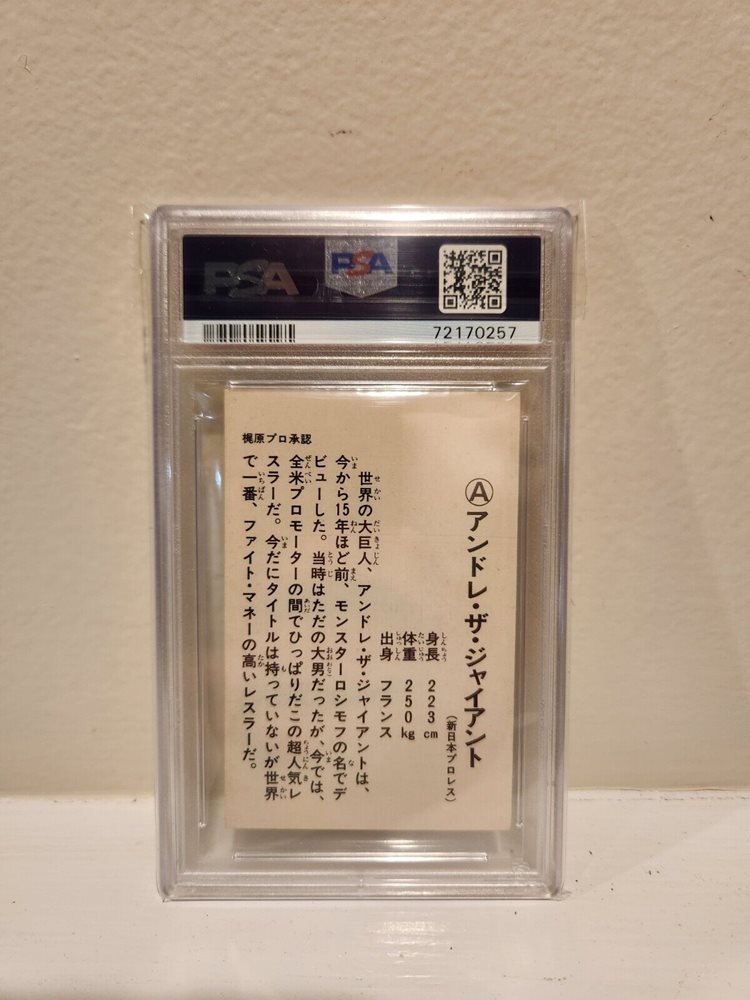 PSA
PSA
72170257
Ⓐアンドレ・ザ・ジャイアント
(新日本プロレス)
身長 223cm
体重 250kg
出身 フランス
世界の大巨人、アンドレ・ザ・ジャイアントは、
今から15年ほど前、モンスターロシモフの名でデ
ビューした。当時はただの大男だったが、今では、
全米プロモーターの間でひっぱりだこの超人気レ
スラーだ。今だにタイトルは持っていないが世界
で一番、ファイト・マネーの高いレスラーだ。
梶原プロ承認